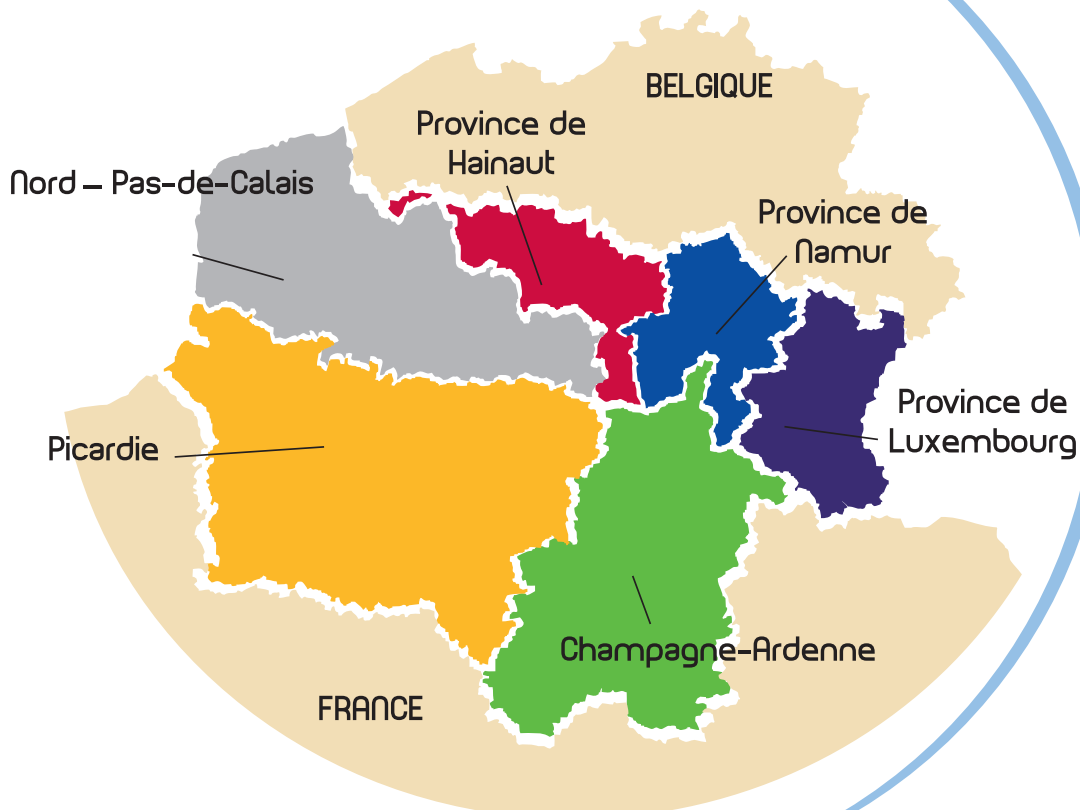 BELGIQUE
Province de
Hainaut
Nord – Pas-de-Calais
Province de
Namur
Province de
Luxembourg
Picardie
Champagne-Ardenne
FRANCE